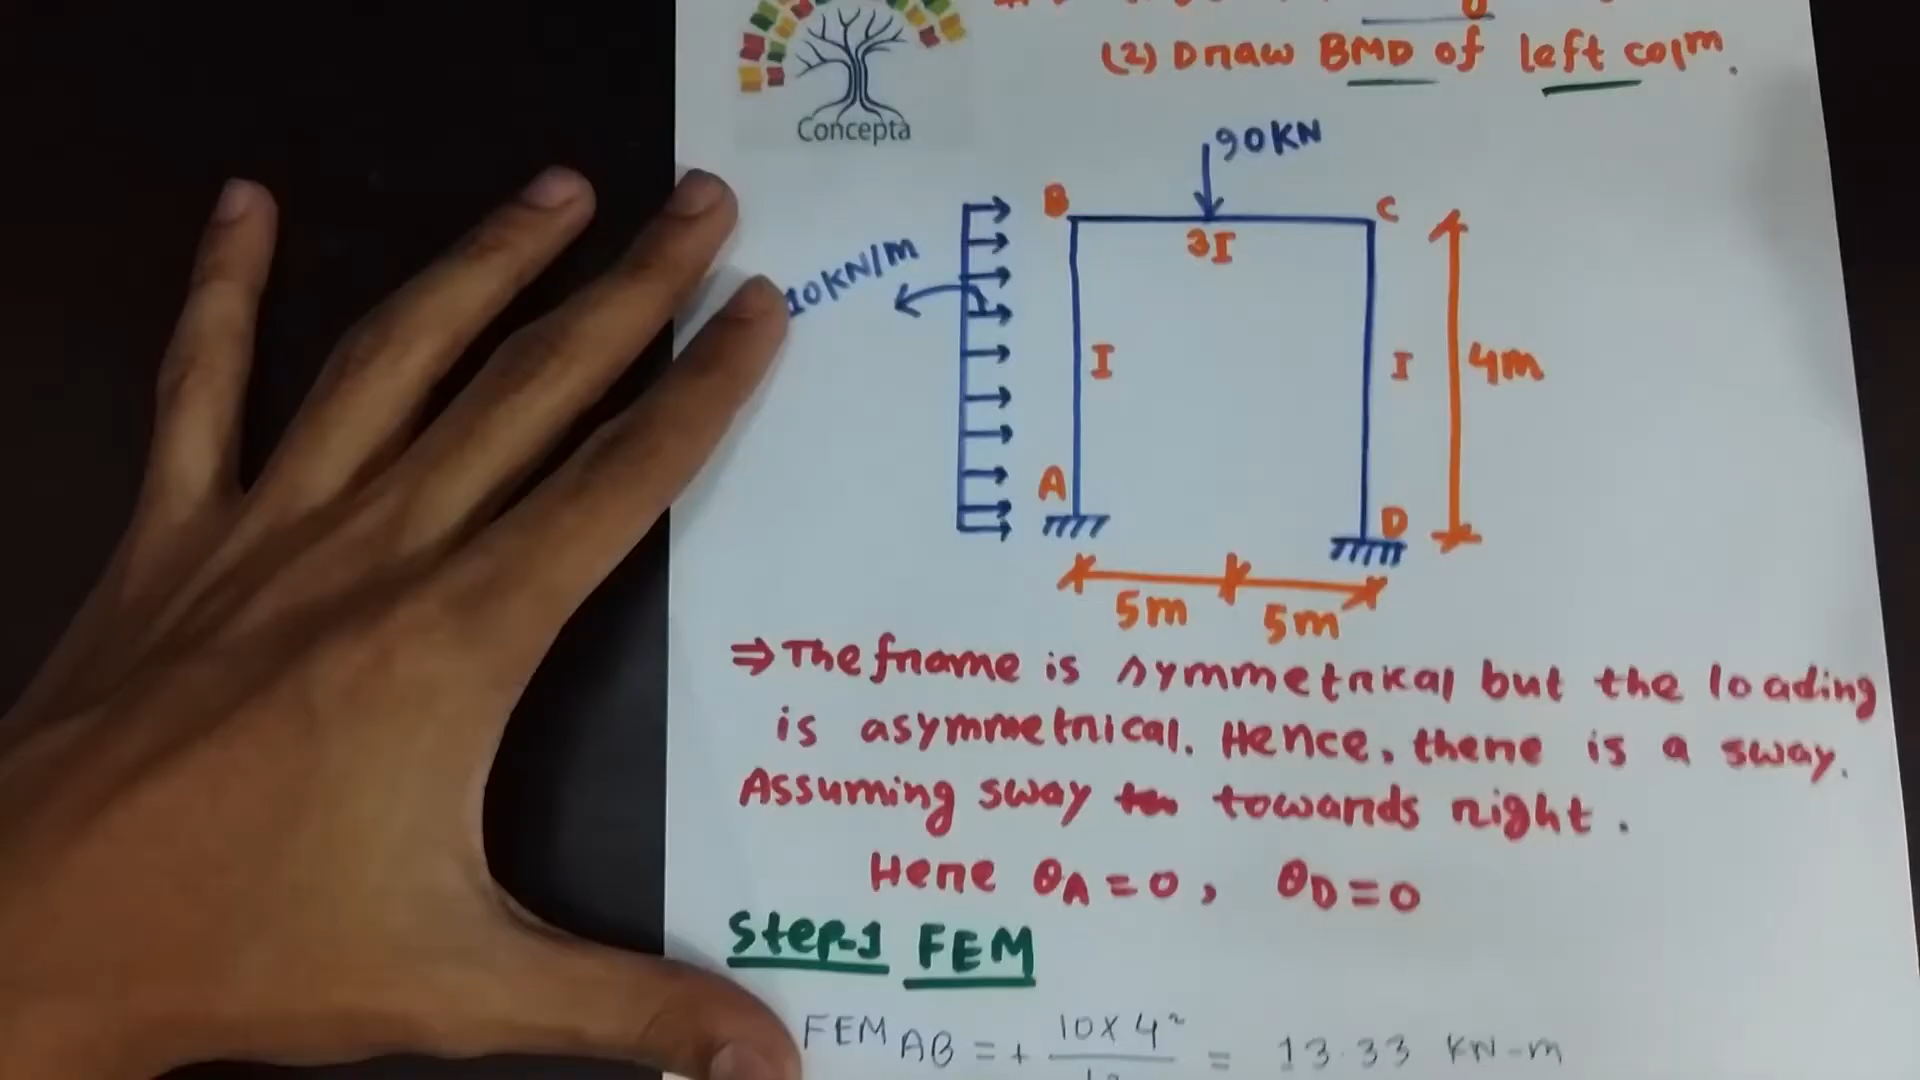 (2) Draw BMD of left colm.
Concepta
90KN
B
C
3I
10KN/m
I
I
4m
A
D
5m
5m
⇒ The frame is symmetrical but the loading
is asymmetrical. Hence, there is a sway.
Assuming sway towards right.
Here θA = 0, θD = 0
Step-1 FEM
FEM AB = + 10 x 4² = 13.33 KN-m